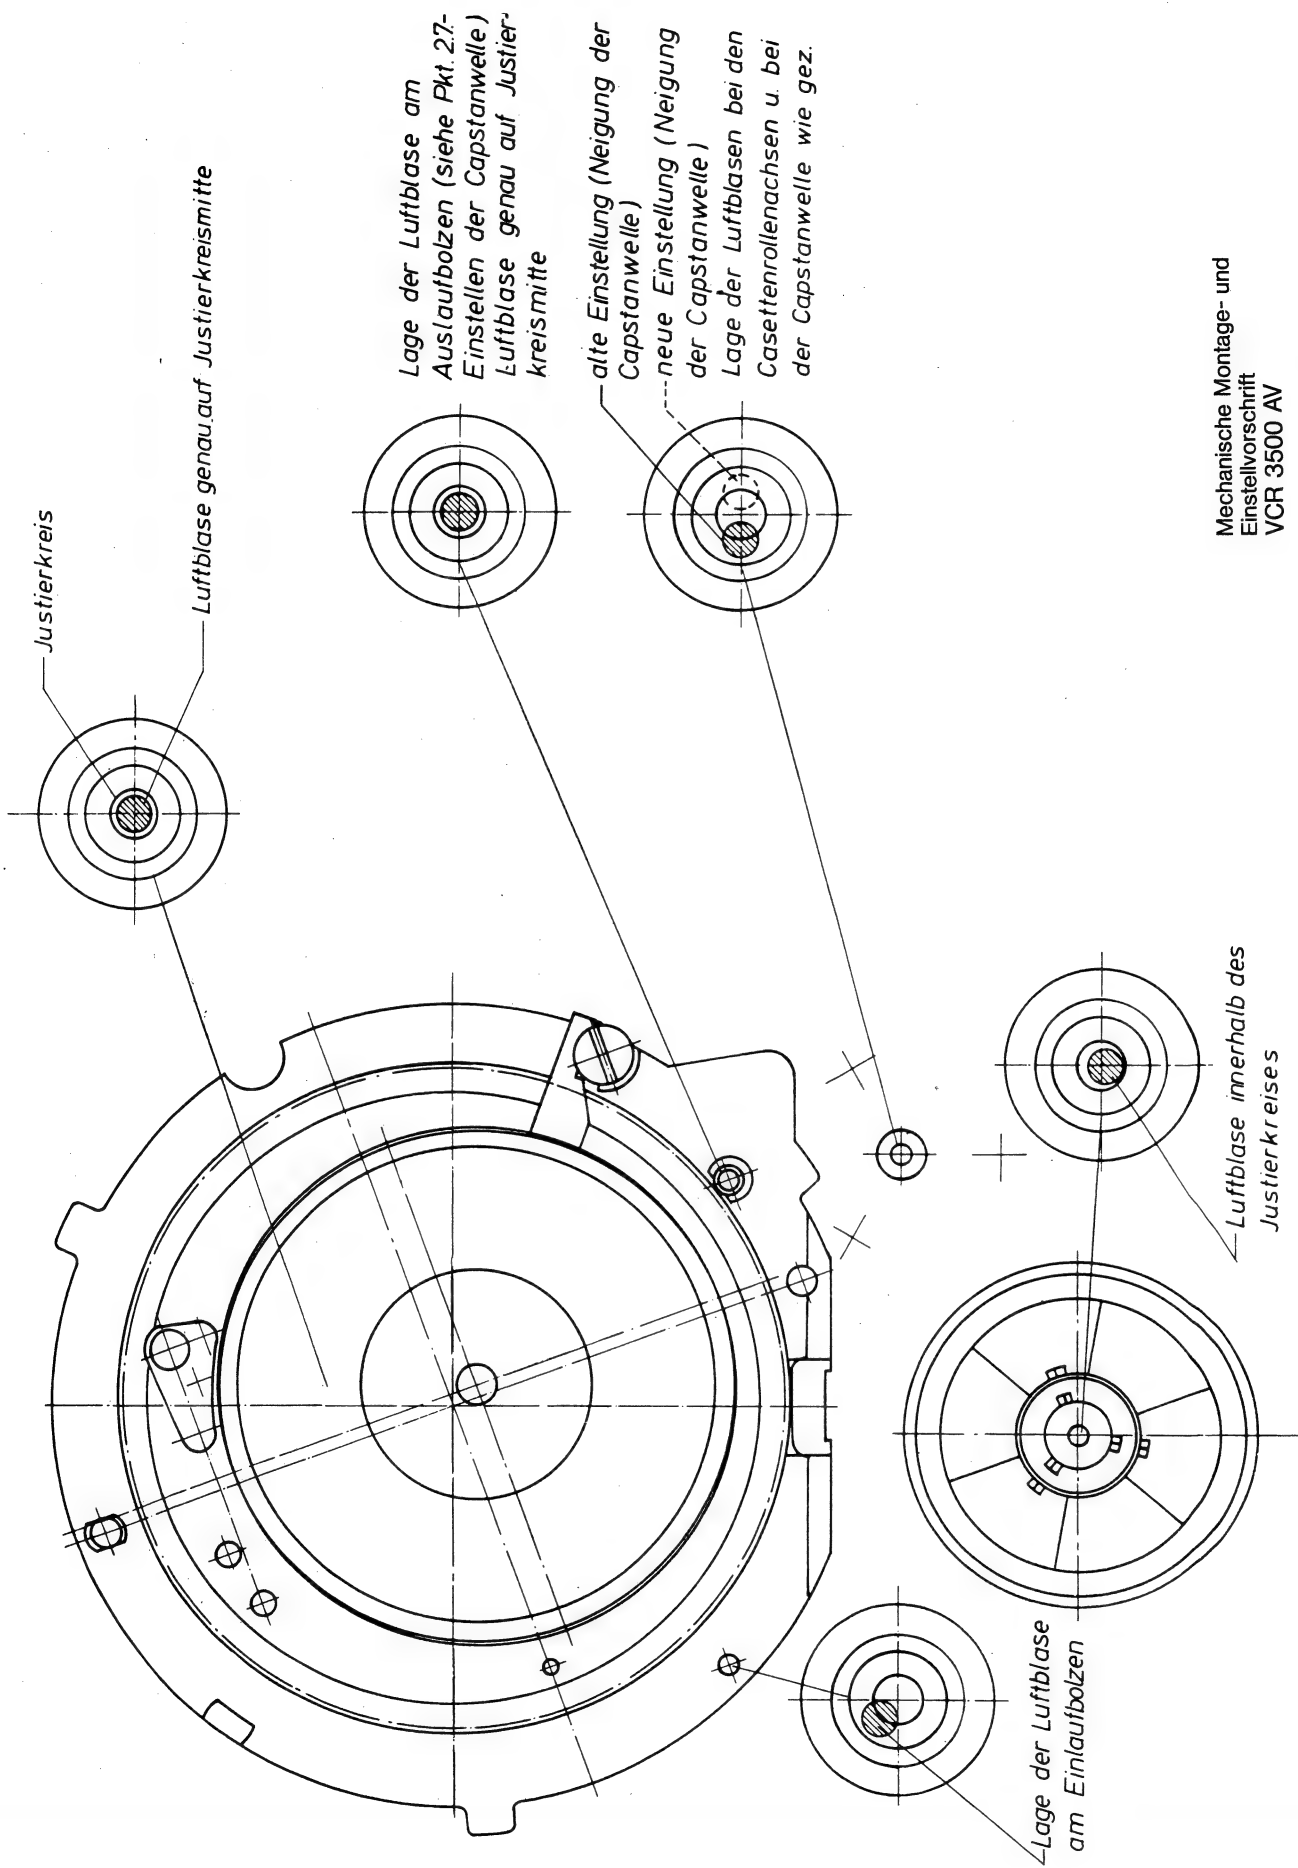 Justierkreis
Luftblase genau auf Justierkreismitte
Lage der Luftblase am
Auslaufbolzen (siehe Pkt. 2.7.-
Einstellen der Capstanwelle)
Luftblase genau auf Justier-
kreismitte
alte Einstellung (Neigung der
Capstanwelle)
neue Einstellung (Neigung
der Capstanwelle)
Lage der Luftblasen bei den
Casettenrollenachsen u. bei
der Capstanwelle wie gez.
Luftblase innerhalb des
Justierkreises
Lage der Luftblase
am Einlaufbolzen
Mechanische Montage- und
Einstellvorschrift
VCR 3500 AV